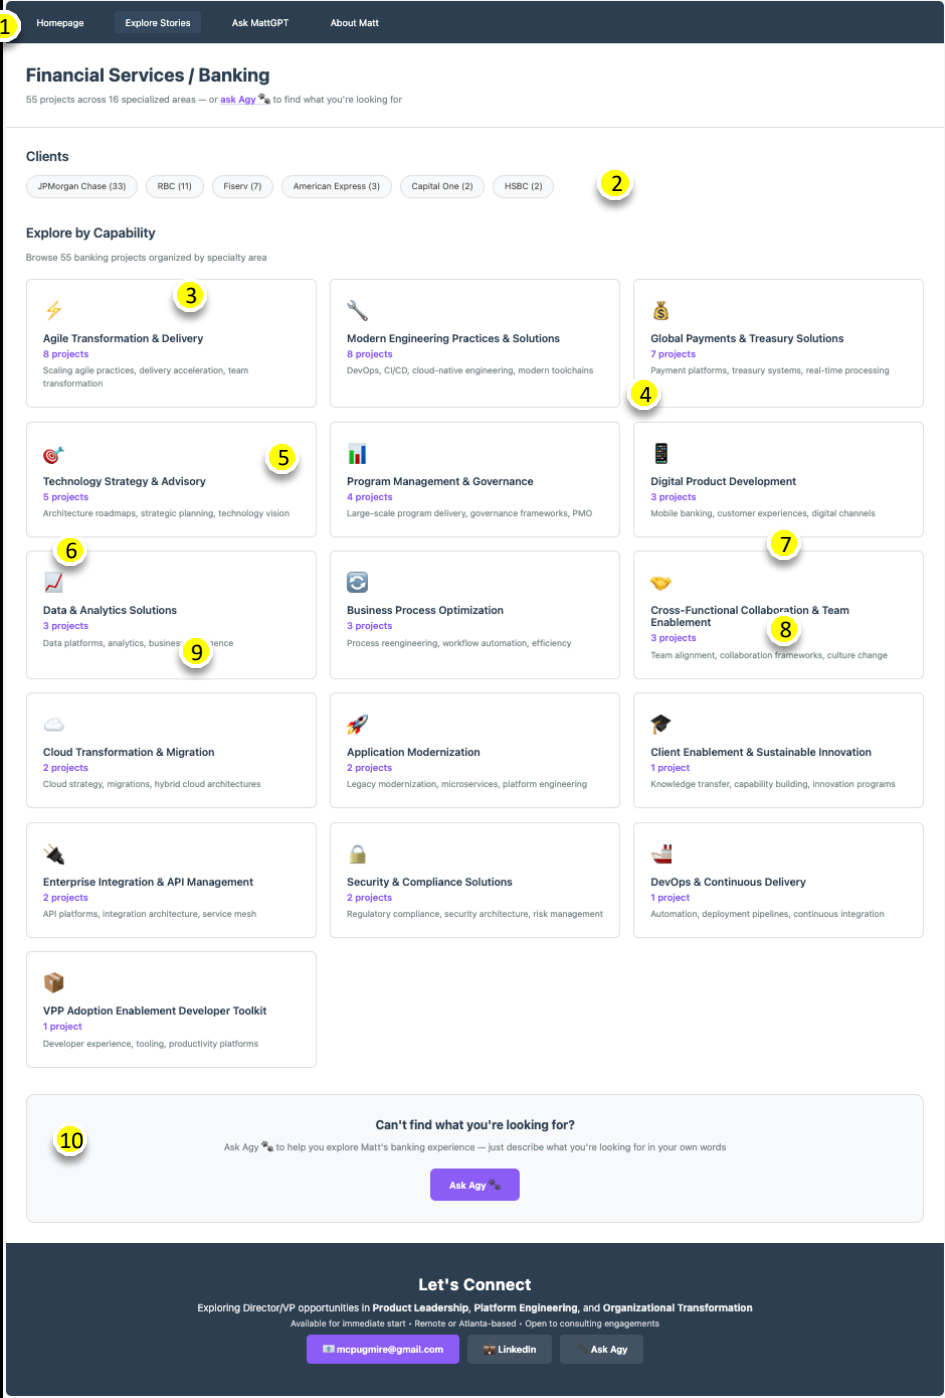 1 Homepage Explore Stories Ask MattGPT About Matt
Financial Services / Banking
55 projects across 16 specialized areas — or ask Agy 🐾 to find what you're looking for
Clients
JPMorgan Chase (33) RBC (11) Fiserv (7) American Express (3) Capital One (2) HSBC (2) 2
Explore by Capability
Browse 55 banking projects organized by specialty area
3
Agile Transformation & Delivery
8 projects
Scaling agile practices, delivery acceleration, team
transformation
Modern Engineering Practices & Solutions
8 projects
DevOps, CI/CD, cloud-native engineering, modern toolchains
Global Payments & Treasury Solutions
7 projects
Payment platforms, treasury systems, real-time processing
4
5
Technology Strategy & Advisory
5 projects
Architecture roadmaps, strategic planning, technology vision
Program Management & Governance
4 projects
Large-scale program delivery, governance frameworks, PMO
Digital Product Development
3 projects
Mobile banking, customer experiences, digital channels
6
7
Data & Analytics Solutions
3 projects
Data platforms, analytics,
9
Business Process Optimization
3 projects
Process reengineering, workflow automation, efficiency
Cross-Functional Collaboration & Team
Enablement
8
3 projects
Team alignment, collaboration frameworks, culture change
Cloud Transformation & Migration
2 projects
Cloud strategy, migrations, hybrid cloud architectures
Application Modernization
2 projects
Legacy modernization, microservices, platform engineering
Client Enablement & Sustainable Innovation
1 project
Knowledge transfer, capability building, innovation programs
Enterprise Integration & API Management
2 projects
API platforms, integration architecture, service mesh
Security & Compliance Solutions
2 projects
Regulatory compliance, security architecture, risk management
DevOps & Continuous Delivery
1 project
Automation, deployment pipelines, continuous integration
VPP Adoption Enablement Developer Toolkit
1 project
Developer experience, tooling, productivity platforms
Can't find what you're looking for?
10
Ask Agy 🐾 to help you explore Matt's banking experience — just describe what you're looking for in your own words
Ask Agy 🐾
Let's Connect
Exploring Director/VP opportunities in Product Leadership, Platform Engineering, and Organizational Transformation
Available for immediate start • Remote or Atlanta-based • Open to consulting engagements
📧 mcpugmire@gmail.com 💼 LinkedIn 🐾 Ask Agy